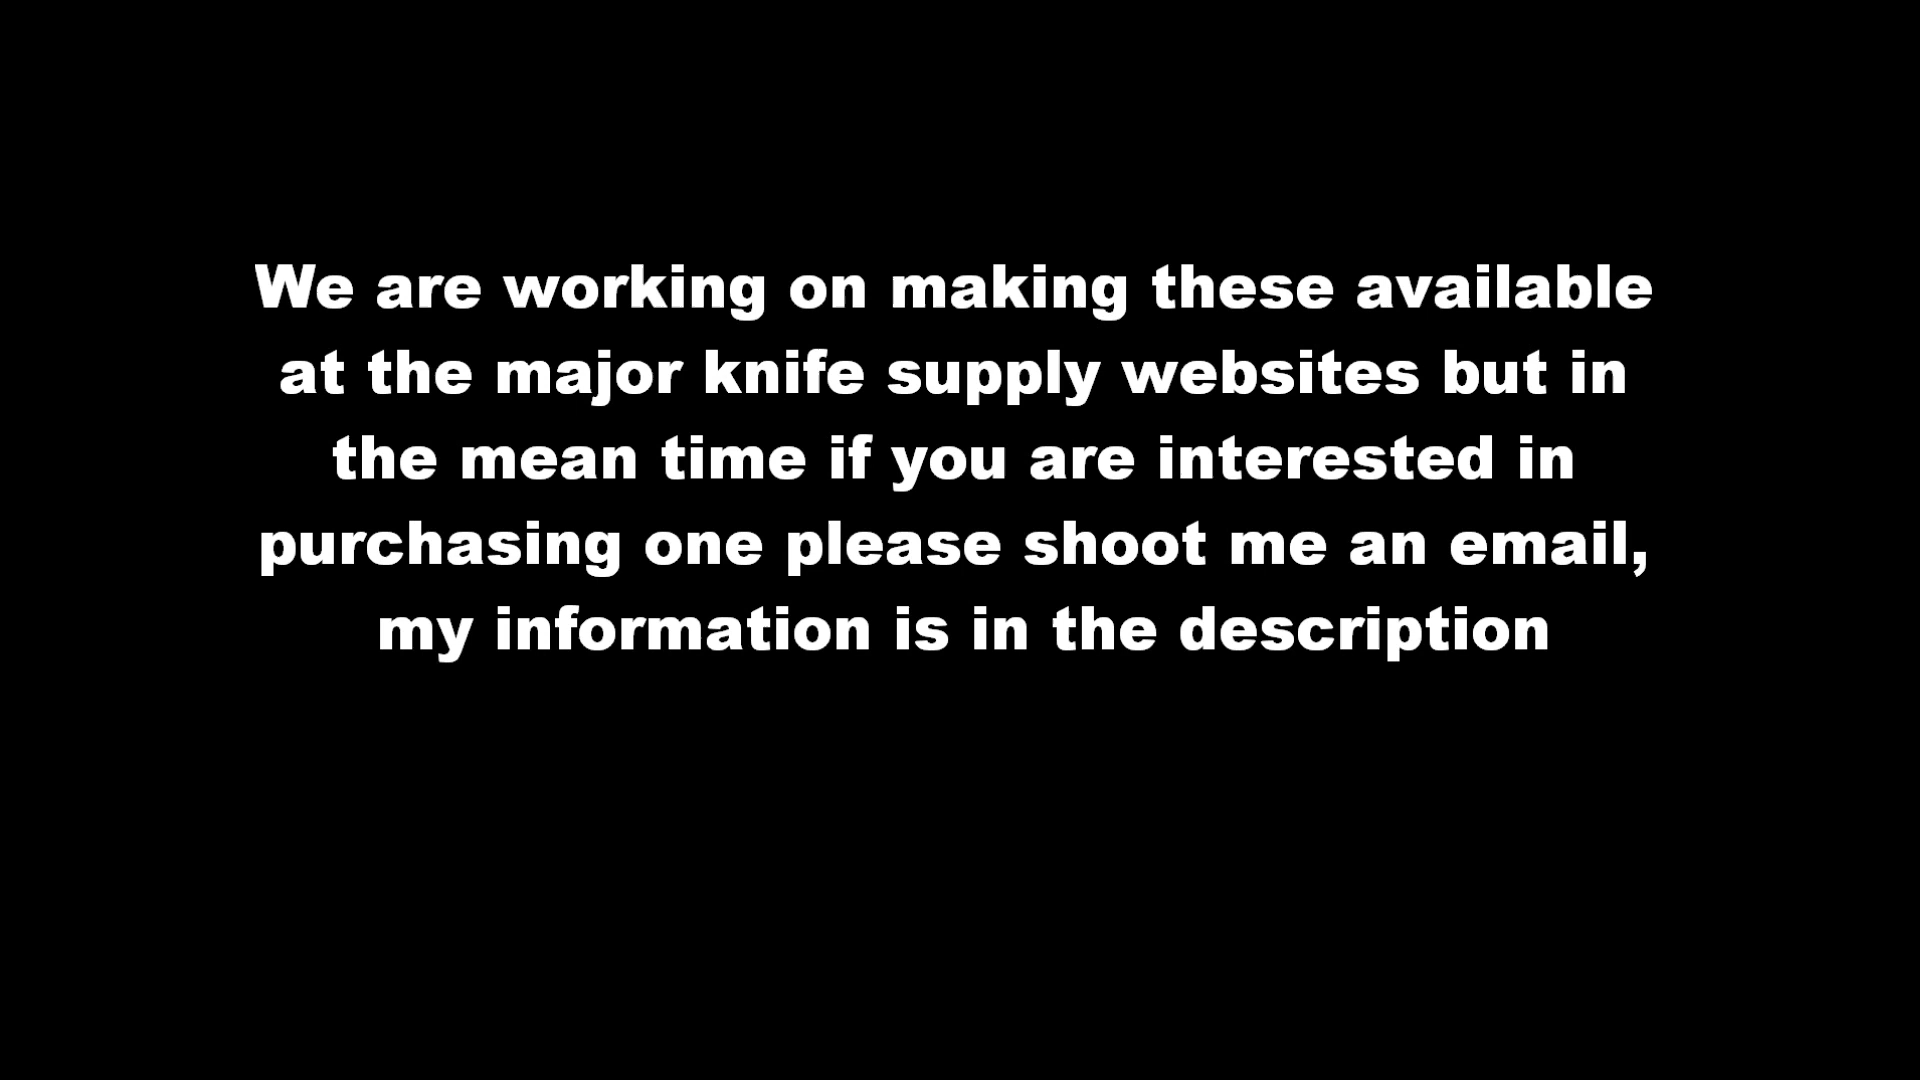 We are working on making these available
at the major knife supply websites but in
the mean time if you are interested in
purchasing one please shoot me an email,
my information is in the description